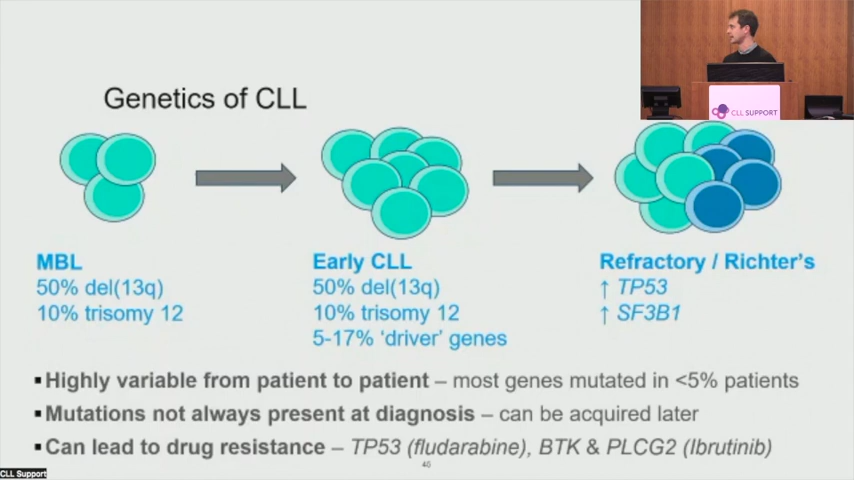 CLL SUPPORT
Genetics of CLL
MBL
50% del(13q)
10% trisomy 12
Early CLL
50% del(13q)
10% trisomy 12
5-17% ‘driver’ genes
Refractory / Richter’s
↑ TP53
↑ SF3B1
▪Highly variable from patient to patient – most genes mutated in <5% patients
▪Mutations not always present at diagnosis – can be acquired later
▪Can lead to drug resistance – TP53 (fludarabine), BTK & PLCG2 (Ibrutinib)
CLL Support